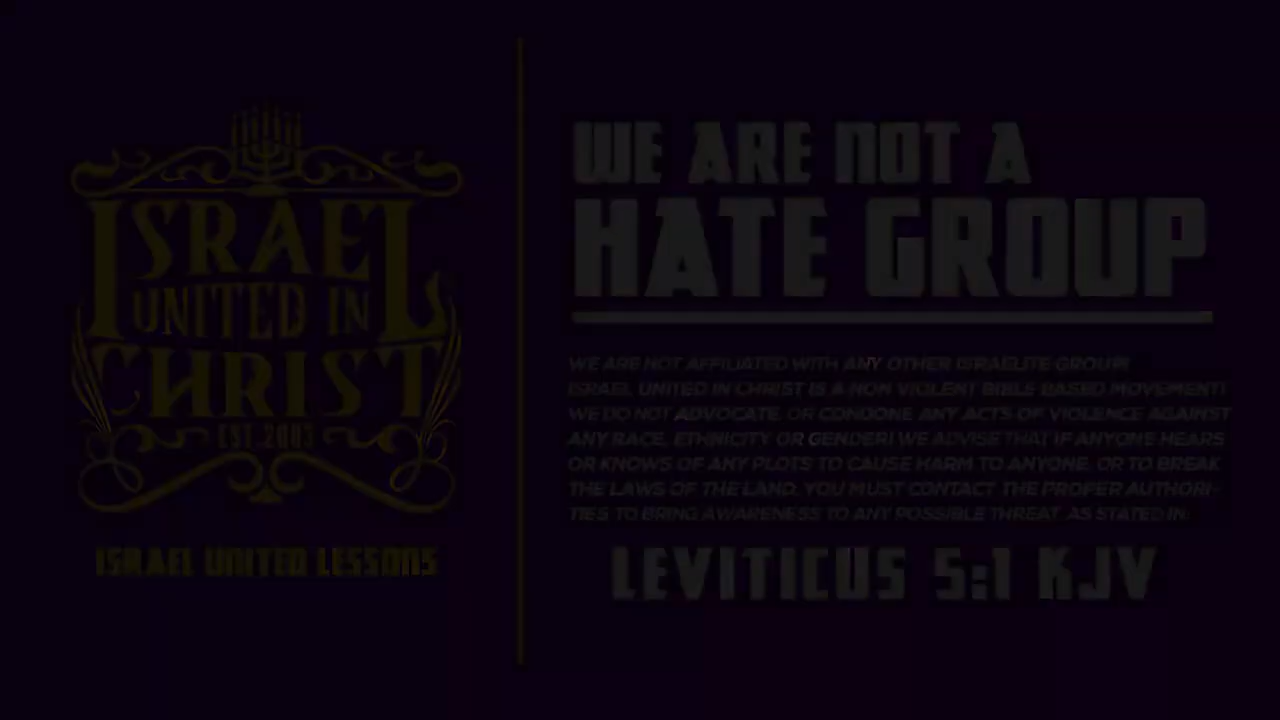 ISRAEL
UNITED IN
CHRIST
EST. 2003
ISRAEL UNITED LESSONS
WE ARE NOT A
HATE GROUP
WE ARE NOT AFFILIATED WITH ANY OTHER ISRAELITE GROUP!
ISRAEL UNITED IN CHRIST IS A NON VIOLENT BIBLE BASED MOVEMENT!
WE DO NOT ADVOCATE, OR CONDONE ANY ACTS OF VIOLENCE AGAINST
ANY RACE, ETHNICITY OR GENDER! WE ADVISE THAT IF ANYONE HEARS
OR KNOWS OF ANY PLOTS TO CAUSE HARM TO ANYONE, OR TO BREAK
THE LAWS OF THE LAND, YOU MUST CONTACT THE PROPER AUTHORI-
TIES TO BRING AWARENESS TO ANY POSSIBLE THREAT. AS STATED IN:
LEVITICUS 5:1 KJV